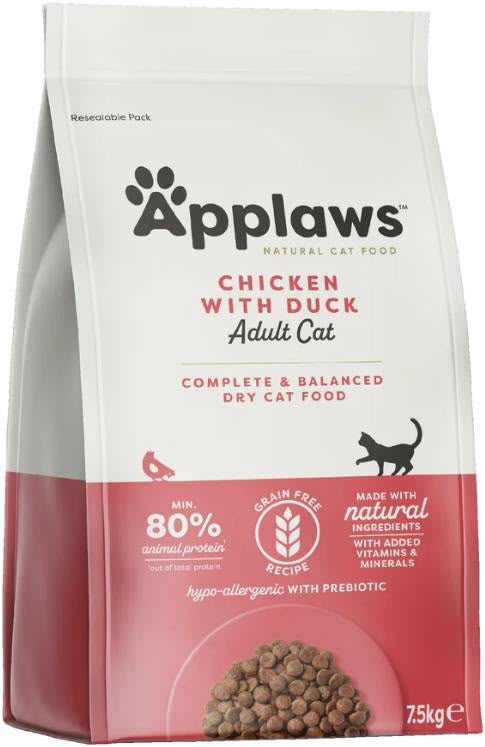 Resealable Pack
Applaws™
NATURAL CAT FOOD
CHICKEN
WITH DUCK
Adult Cat
COMPLETE & BALANCED
DRY CAT FOOD
MIN.
80%
animal protein*
*out of total protein
GRAIN FREE
RECIPE
MADE WITH
natural
INGREDIENTS
WITH ADDED
VITAMINS &
MINERALS
hypo-allergenic WITH PREBIOTIC
7.5kg℮